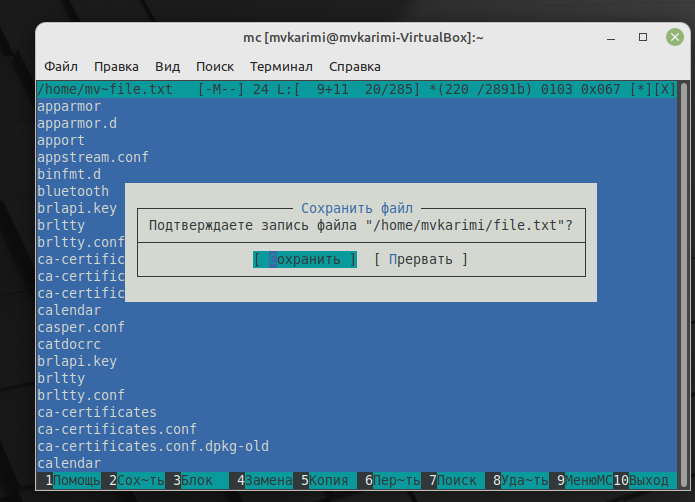 mc [mvkarimi@mvkarimi-VirtualBox]:~
Файл Правка Вид Поиск Терминал Справка
/home/mv~file.txt [-M--] 24 L:[ 9+11 20/285] *(220 /2891b) 0103 0x067 [*][X]
apparmor
apparmor.d
apport
appstream.conf
binfmt.d
bluetooth
brlapi.key
brltty
brltty.conf
ca-certific
ca-certific
ca-certific
Сохранить файл
Подтверждаете запись файла "/home/mvkarimi/file.txt"?
[ Сохранить ] [ Прервать ]
calendar
casper.conf
catdocrc
brlapi.key
brltty
brltty.conf
ca-certificates
ca-certificates.conf
ca-certificates.conf.dpkg-old
calendar
1Помощь 2Сох~ть 3Блок 4Замена 5Копия 6Пер~ть 7Поиск 8Уда~ть 9МенюMC 10Выход